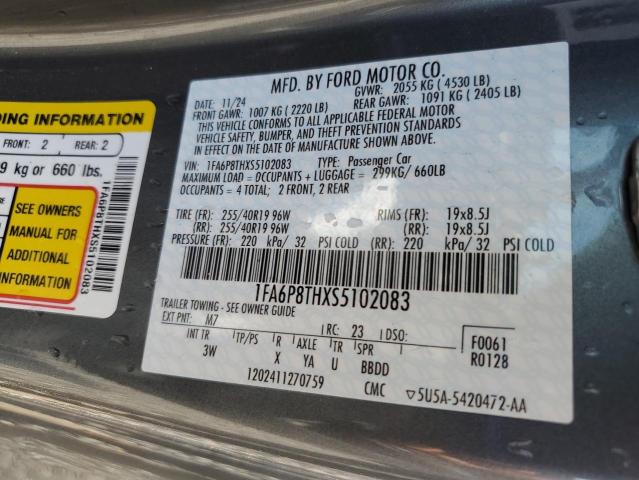 MFD. BY FORD MOTOR CO.
DATE: 11/24 GVWR: 2055 KG ( 4530 LB)
FRONT GAWR: 1007 KG ( 2220 LB) REAR GAWR: 1091 KG ( 2405 LB)
THIS VEHICLE CONFORMS TO ALL APPLICABLE FEDERAL MOTOR
VEHICLE SAFETY, BUMPER, AND THEFT PREVENTION STANDARDS
IN EFFECT ON THE DATE OF MANUFACTURE SHOWN ABOVE.
VIN: 1FA6P8THXS5102083 TYPE: Passenger Car
MAXIMUM LOAD = OCCUPANTS + LUGGAGE = 299KG/ 660LB
OCCUPANTS = 4 TOTAL; 2 FRONT, 2 REAR
TIRE (FR): 255/40R19 96W RIMS (FR): 19x8.5J
(RR): 255/40R19 96W (RR): 19x8.5J
PRESSURE (FR): 220 kPa/ 32 PSI COLD (RR): 220 kPa/ 32 PSI COLD
1FA6P8THXS5102083
TRAILER TOWING - SEE OWNER GUIDE
EXT PNT: M7 RC: 23 DSO: F0061
R0128
INT TR TP/PS R AXLE TR SPR
3W X YA U BBDD11
1202411270759 CMC ▽5U5A-5420472-AA
DING INFORMATION
FRONT: 2 REAR: 2
9 kg or 660 lbs.
SEE OWNERS
MANUAL FOR
ADDITIONAL
INFORMATION
1FA6P8THXS5102083